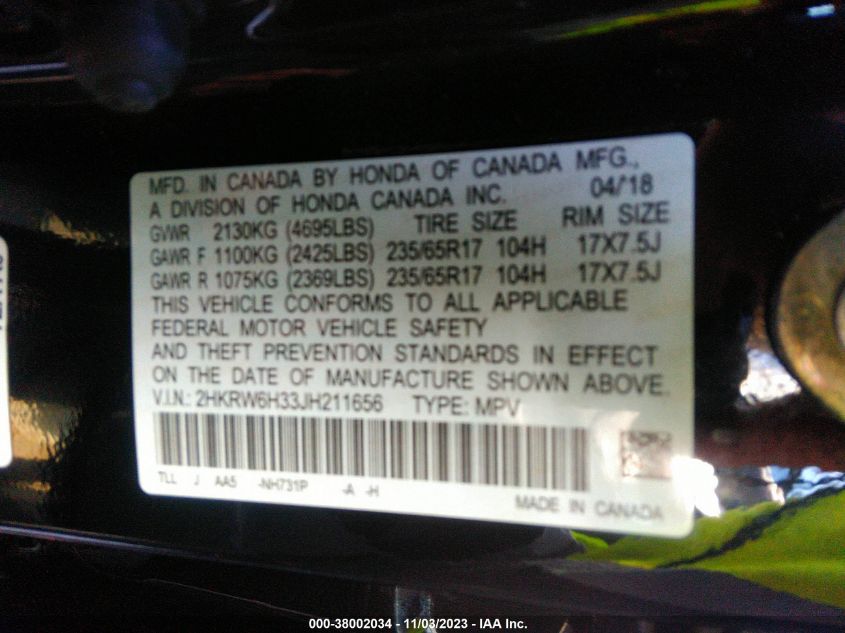 MFD. IN CANADA BY HONDA OF CANADA MFG.,
A DIVISION OF HONDA CANADA INC. 04/'18
GVWR 2130KG (4695LBS) TIRE SIZE RIM SIZE
GAWR F 1100KG (2425LBS) 235/65R17 104H 17X7.5J
GAWR R 1075KG (2369LBS) 235/65R17 104H 17X7.5J
THIS VEHICLE CONFORMS TO ALL APPLICABLE
FEDERAL MOTOR VEHICLE SAFETY
AND THEFT PREVENTION STANDARDS IN EFFECT
ON THE DATE OF MANUFACTURE SHOWN ABOVE.
V.I.N.: 2HKRW6H33JH211656 TYPE: MPV
TLL J AA5 -NH731P -A -H
MADE IN CANADA
000-38002034 - 11/03/2023 - IAA Inc.